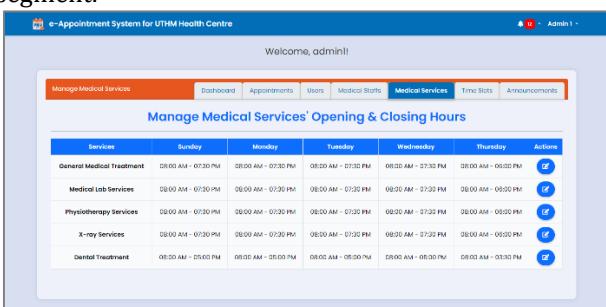 segment.
e-Appointment System for UTHM Health Centre 12 Admin 1
Welcome, admin1!
Manage Medical Services Dashboard Appointments Users Medical Staffs Medical Services Time Slots Announcements
Manage Medical Services' Opening & Closing Hours
Services Sunday Monday Tuesday Wednesday Thursday Actions
General Medical Treatment 08:00 AM - 07:30 PM 08:00 AM - 07:30 PM 08:00 AM - 07:30 PM 08:00 AM - 07:30 PM 08:00 AM - 06:00 PM
Medical Lab Services 08:00 AM - 07:30 PM 08:00 AM - 07:30 PM 08:00 AM - 07:30 PM 08:00 AM - 07:30 PM 08:00 AM - 06:00 PM
Physiotherapy Services 08:00 AM - 07:30 PM 08:00 AM - 07:30 PM 08:00 AM - 07:30 PM 08:00 AM - 07:30 PM 08:00 AM - 06:00 PM
X-ray Services 08:00 AM - 07:30 PM 08:00 AM - 07:30 PM 08:00 AM - 07:30 PM 08:00 AM - 07:30 PM 08:00 AM - 06:00 PM
Dental Treatment 08:00 AM - 05:00 PM 08:00 AM - 05:00 PM 08:00 AM - 05:00 PM 08:00 AM - 05:00 PM 08:00 AM - 03:30 PM